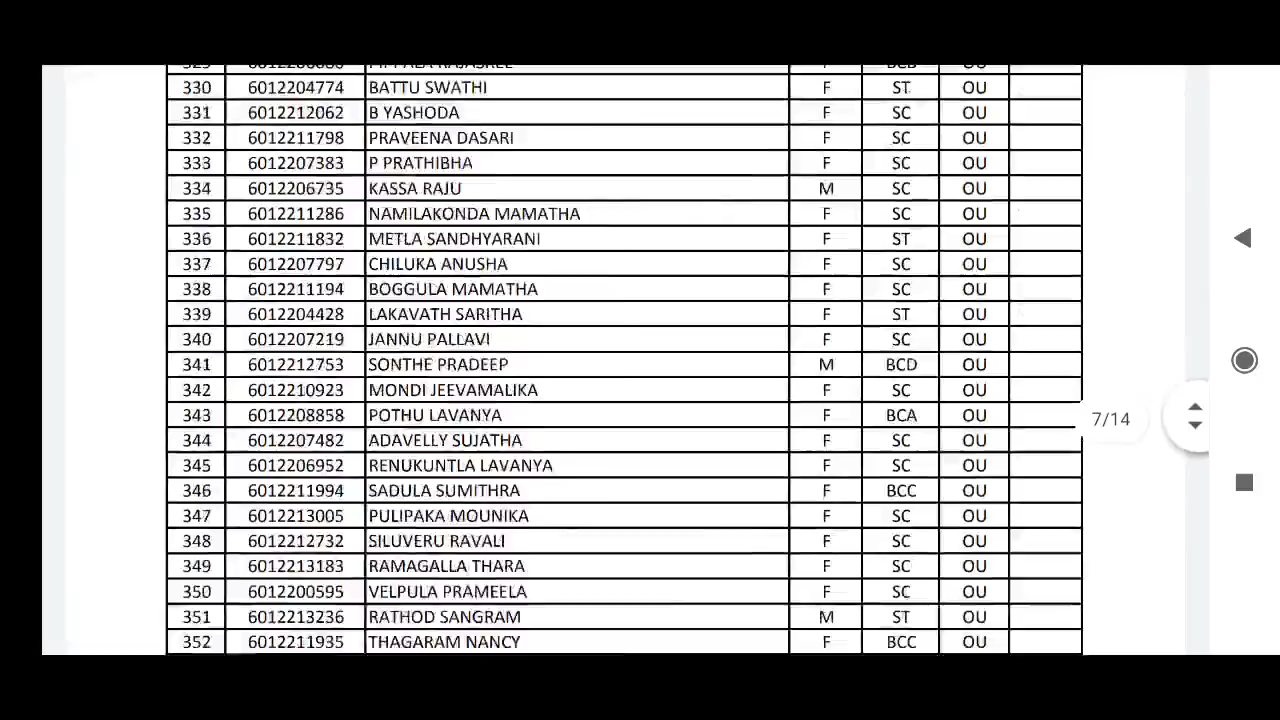 330 6012204774 BATTU SWATHI F ST OU
331 6012212062 B YASHODA F SC OU
332 6012211798 PRAVEENA DASARI F SC OU
333 6012207383 P PRATHIBHA F SC OU
334 6012206735 KASSA RAJU M SC OU
335 6012211286 NAMILAKONDA MAMATHA F SC OU
336 6012211832 METLA SANDHYARANI F ST OU
337 6012207797 CHILUKA ANUSHA F SC OU
338 6012211194 BOGGULA MAMATHA F SC OU
339 6012204428 LAKAVATH SARITHA F ST OU
340 6012207219 JANNU PALLAVI F SC OU
341 6012212753 SONTHE PRADEEP M BCD OU
342 6012210923 MONDI JEEVAMALIKA F SC OU
343 6012208858 POTHU LAVANYA F BCA OU
7/14
344 6012207482 ADAVELLY SUJATHA F SC OU
345 6012206952 RENUKUNTLA LAVANYA F SC OU
346 6012211994 SADULA SUMITHRA F BCC OU
347 6012213005 PULIPAKA MOUNIKA F SC OU
348 6012212732 SILUVERU RAVALI F SC OU
349 6012213183 RAMAGALLA THARA F SC OU
350 6012200595 VELPULA PRAMEELA F SC OU
351 6012213236 RATHOD SANGRAM M ST OU
352 6012211935 THAGARAM NANCY F BCC OU